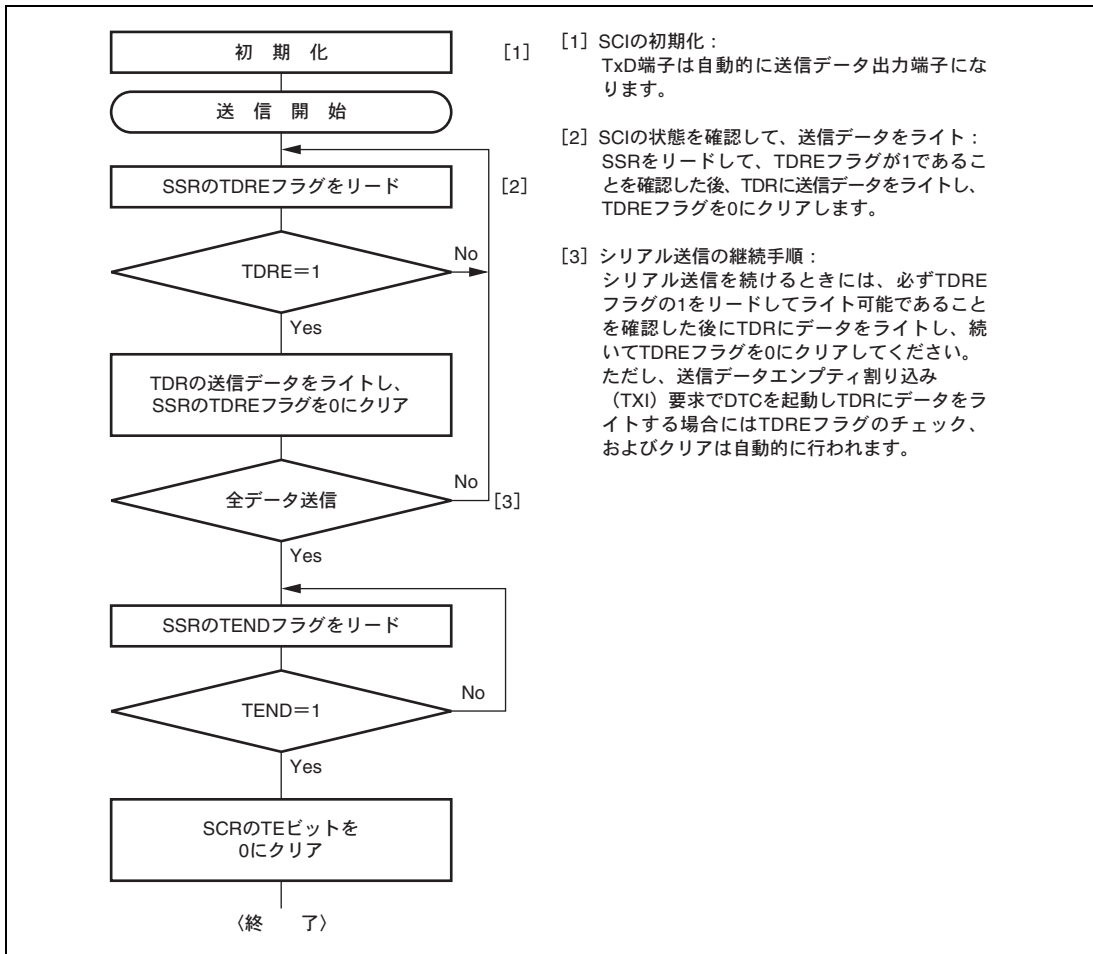 初 期 化
[1]
送 信 開 始
SSRのTDREフラグをリード
[2]
TDRE＝1
No
Yes
TDRの送信データをライトし、
SSRのTDREフラグを0にクリア
全データ送信
No
[3]
Yes
SSRのTENDフラグをリード
TEND＝1
No
Yes
SCRのTEビットを
0にクリア
〈終 了〉
[1] SCIの初期化：
TxD端子は自動的に送信データ出力端子にな
ります。
[2] SCIの状態を確認して、送信データをライト：
SSRをリードして、TDREフラグが1であるこ
とを確認した後、TDRに送信データをライトし、
TDREフラグを0にクリアします。
[3] シリアル送信の継続手順：
シリアル送信を続けるときには、必ずTDRE
フラグの1をリードしてライト可能であること
を確認した後にTDRにデータをライトし、続
いてTDREフラグを0にクリアしてください。
ただし、送信データエンプティ割り込み
（TXI）要求でDTCを起動しTDRにデータをラ
イトする場合にはTDREフラグのチェック、
およびクリアは自動的に行われます。